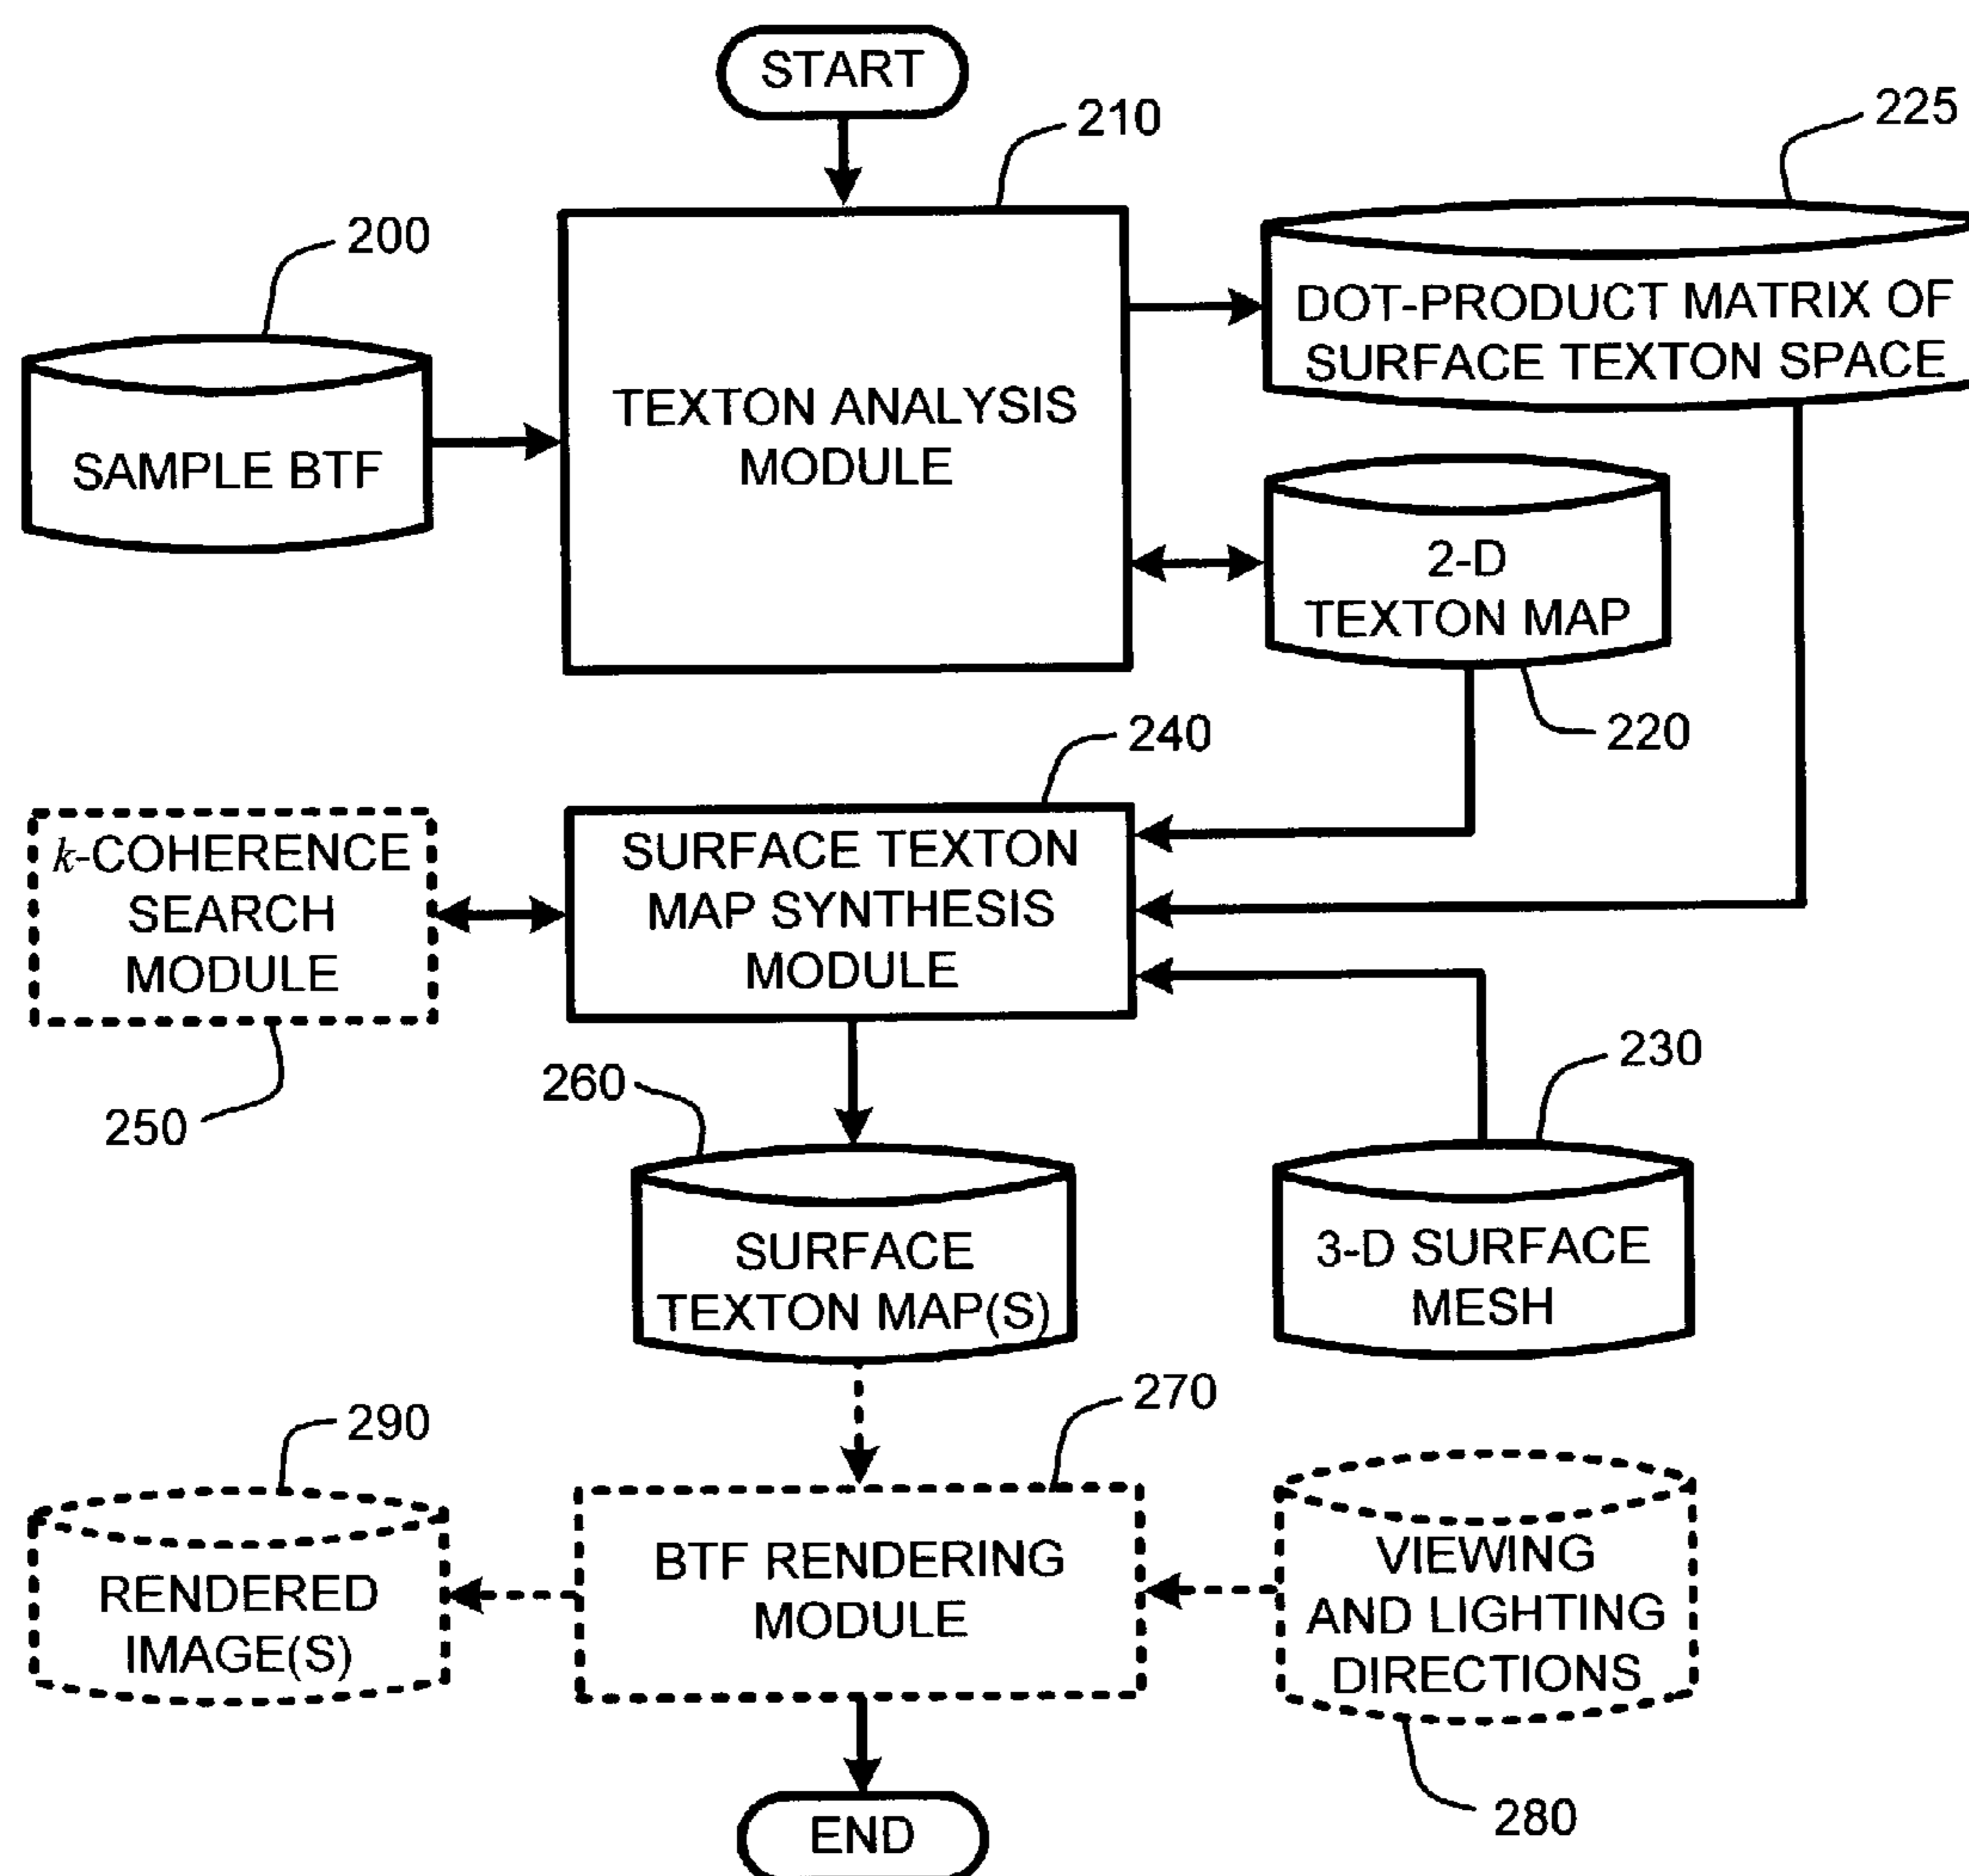 START
210
225
200
DOT-PRODUCT MATRIX OF
SURFACE TEXTON SPACE
TEXTON ANALYSIS
MODULE
SAMPLE BTF
2-D
TEXTON MAP
220
240
k-COHERENCE
SEARCH
MODULE
SURFACE TEXTON
MAP SYNTHESIS
MODULE
250
260
230
SURFACE
TEXTON MAP(S)
3-D SURFACE
MESH
290
270
RENDERED
IMAGE(S)
BTF RENDERING
MODULE
VIEWING
AND LIGHTING
DIRECTIONS
280
END